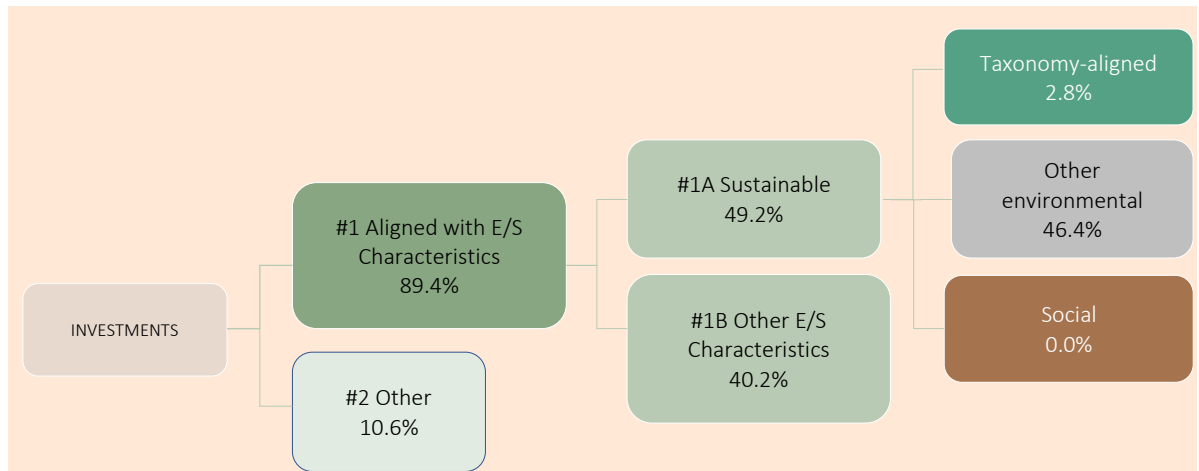 INVESTMENTS
#1 Aligned with E/S
Characteristics
89.4%
#2 Other
10.6%
#1A Sustainable
49.2%
#1B Other E/S
Characteristics
40.2%
Taxonomy-aligned
2.8%
Other
environmental
46.4%
Social
0.0%